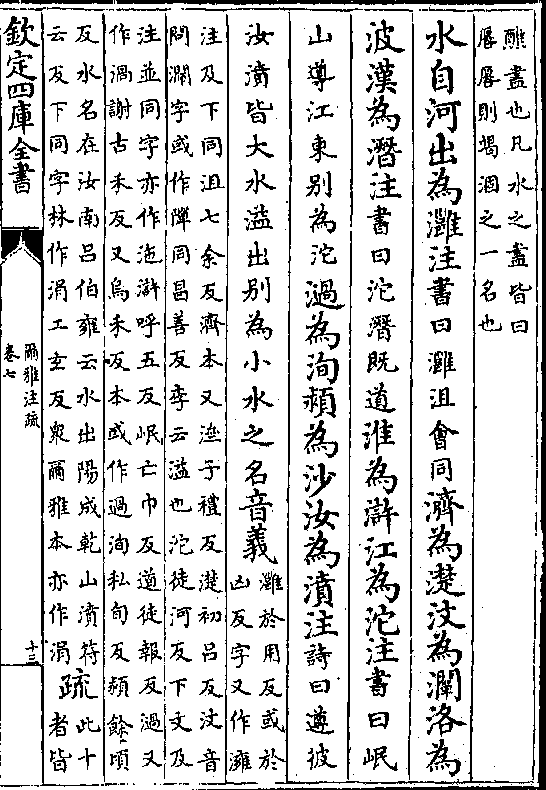 醮盡也凡水之盡皆曰
厬厬則竭涸之一名也
水自河出為灉注書曰灉沮會同濟為濋汶為瀾洛為
波漢為潛注書曰沱潛既道淮為滸江為沱注書曰岷
山導江東别為沱過為洵潁為沙汝為濆注詩曰遵彼
汝濆皆大水溢出别為小水之名音義
灉於用反或於
凶反字又作澭
注及下同沮七余反濟本又泲子禮反濋初吕反汶音
問瀾字或作灛同昌善反李云溢也沱徒河反下文及
注並同字亦作沲滸呼五反岷亡巾反道徒報反過又
作渦謝古禾反又烏禾反本或作過洵私旬反潁餘頃
反水名在汝南吕伯雍云水出陽成乾山濆符
云反下同字林作涓工玄反衆爾雅本亦作涓
疏
此十
者皆
欽定四庫全書
爾雅注疏
卷七
十三